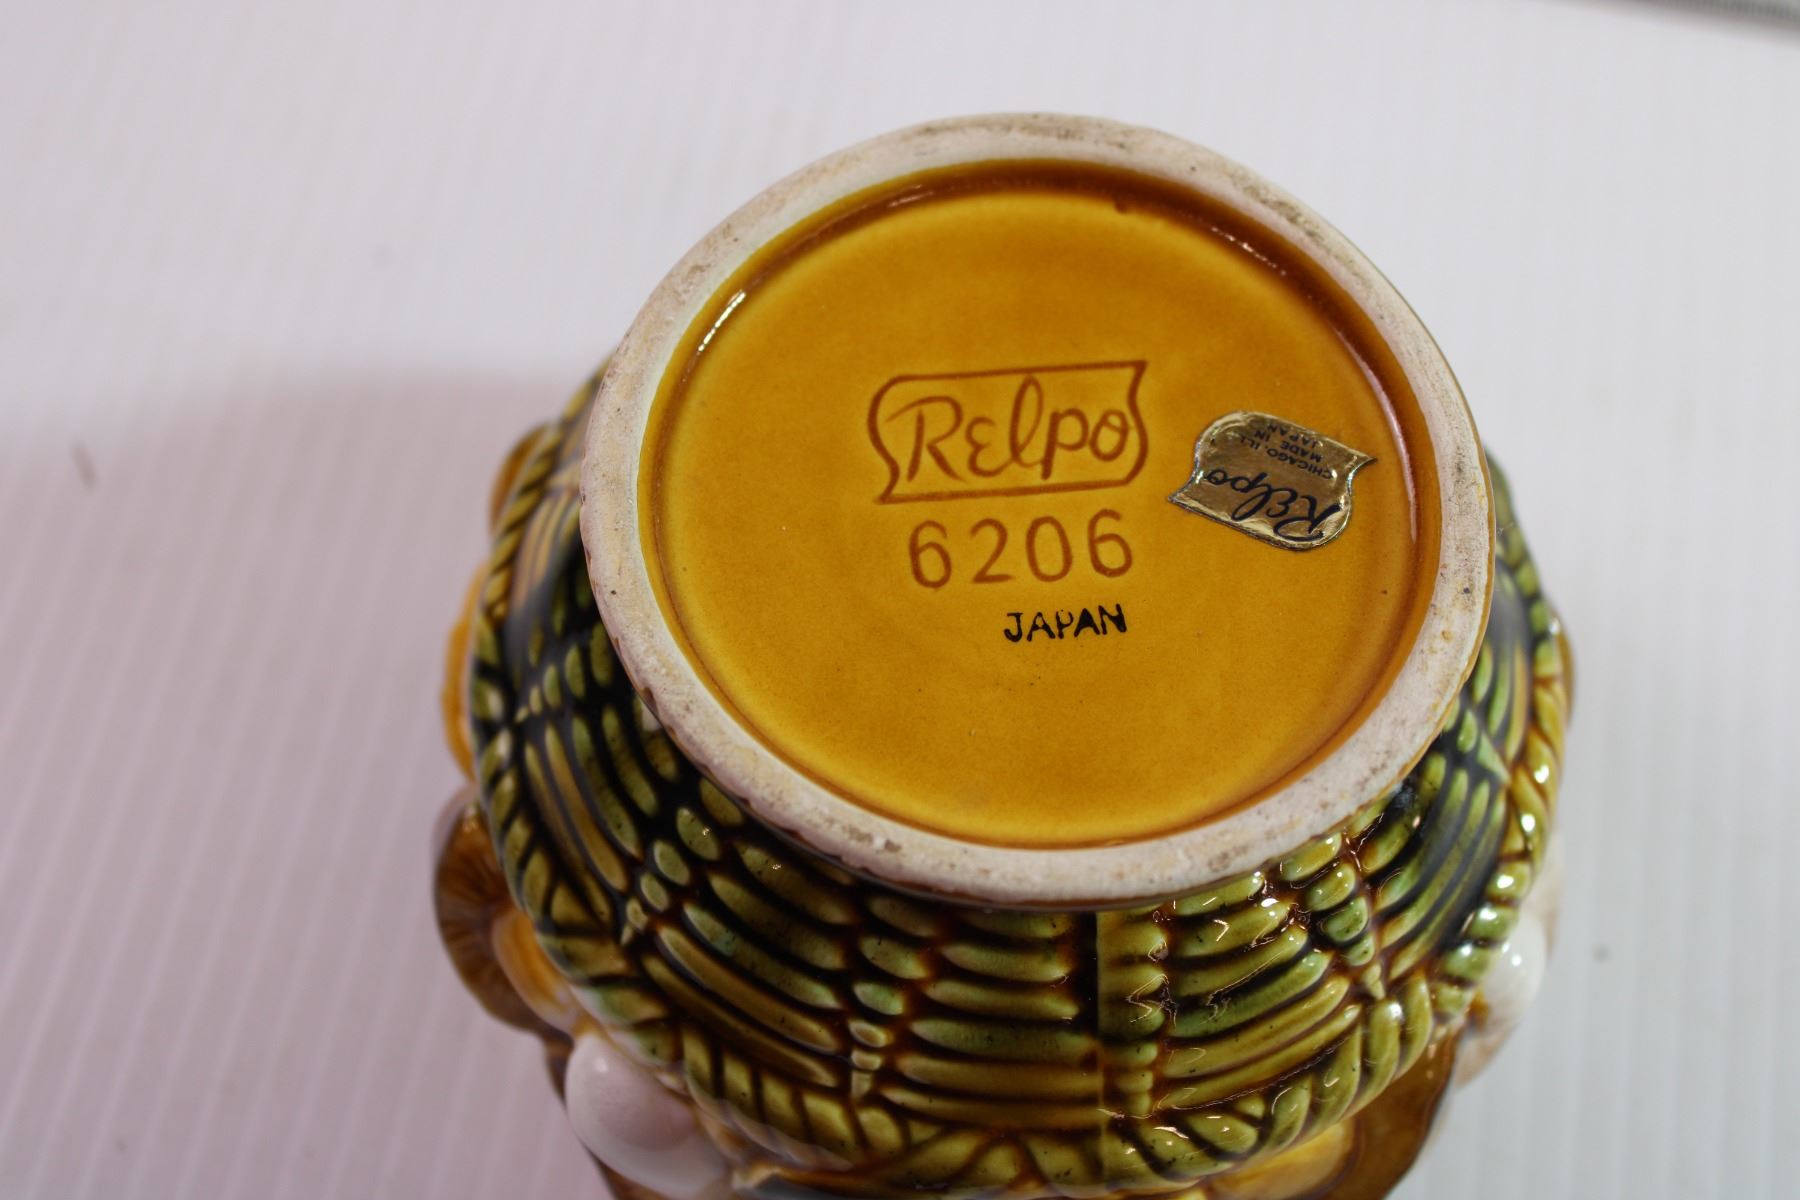 Relpo
6206
JAPAN
Relpo
CHICAGO, ILL.
MADE IN
JAPAN